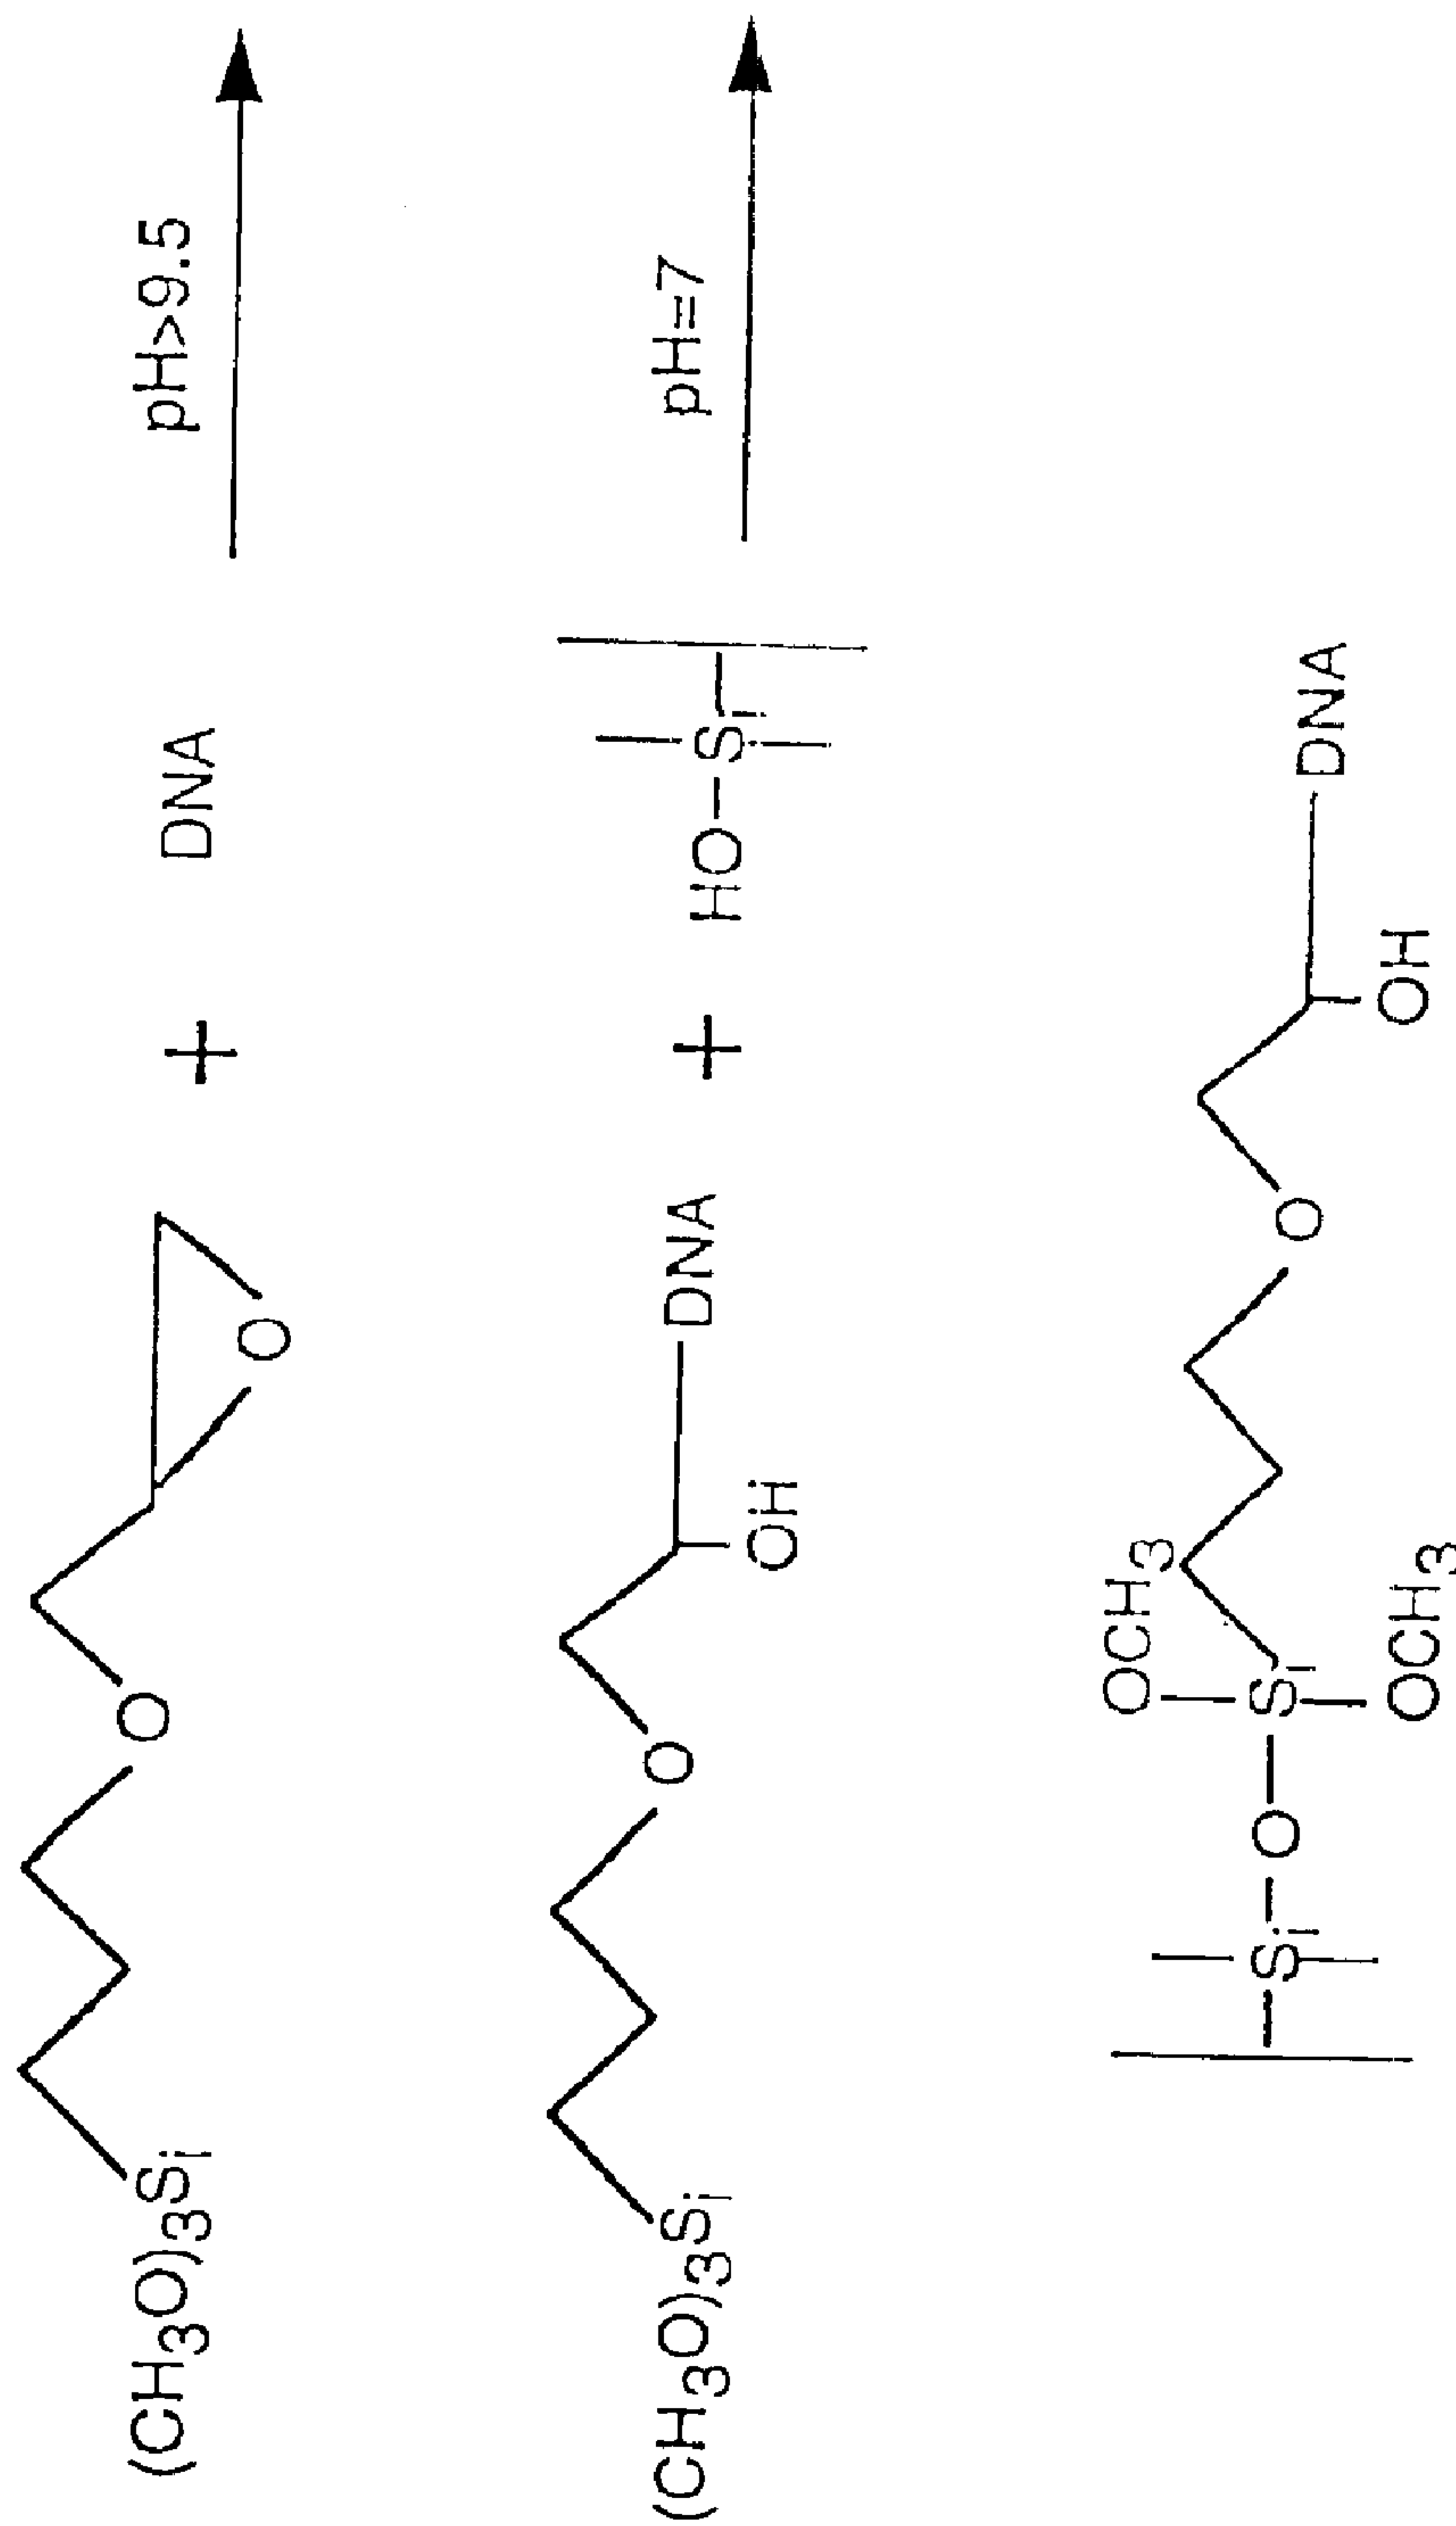 (CH3O)3Si O O + DNA pH>9.5
(CH3O)3Si O OH DNA + HO Si pH=7
Si O Si OCH3 OCH3 O OH DNA